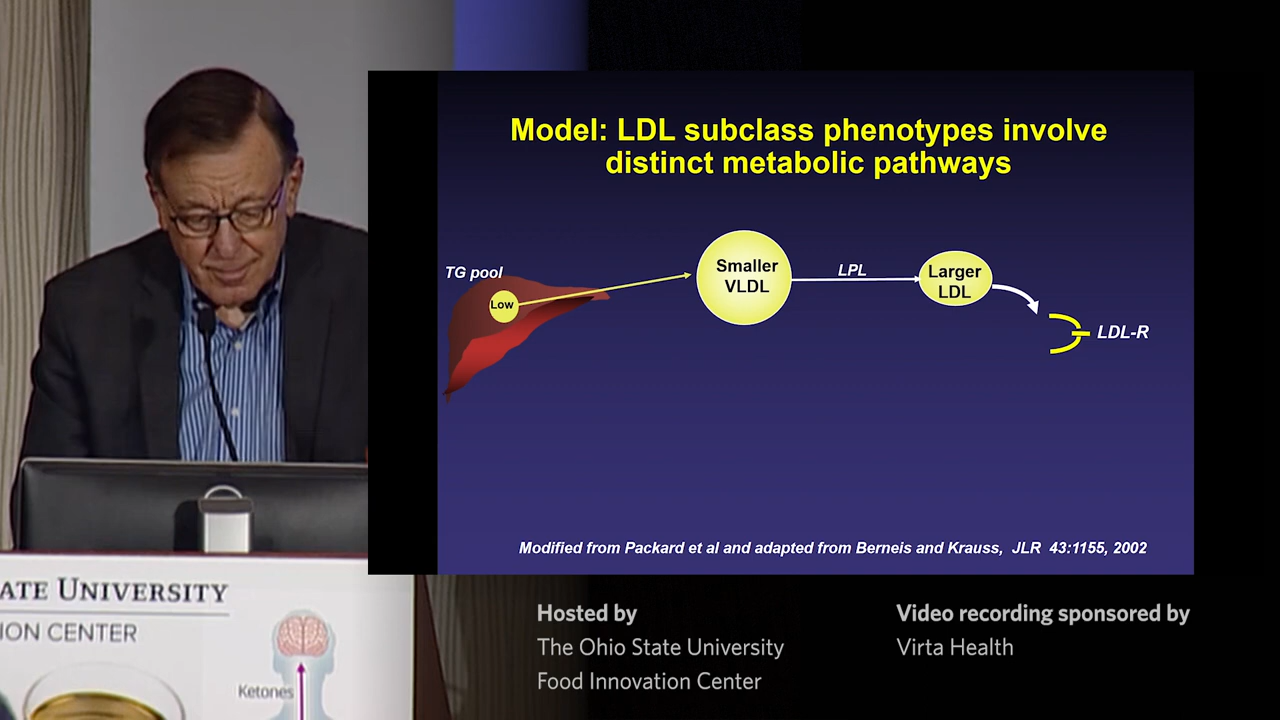 Model: LDL subclass phenotypes involve
distinct metabolic pathways
TG pool
Low
Smaller
VLDL
LPL
Larger
LDL
LDL-R
Modified from Packard et al and adapted from Berneis and Krauss, JLR 43:1155, 2002
ATE UNIVERSITY
ION CENTER
Ketones
Hosted by
The Ohio State University
Food Innovation Center
Video recording sponsored by
Virta Health